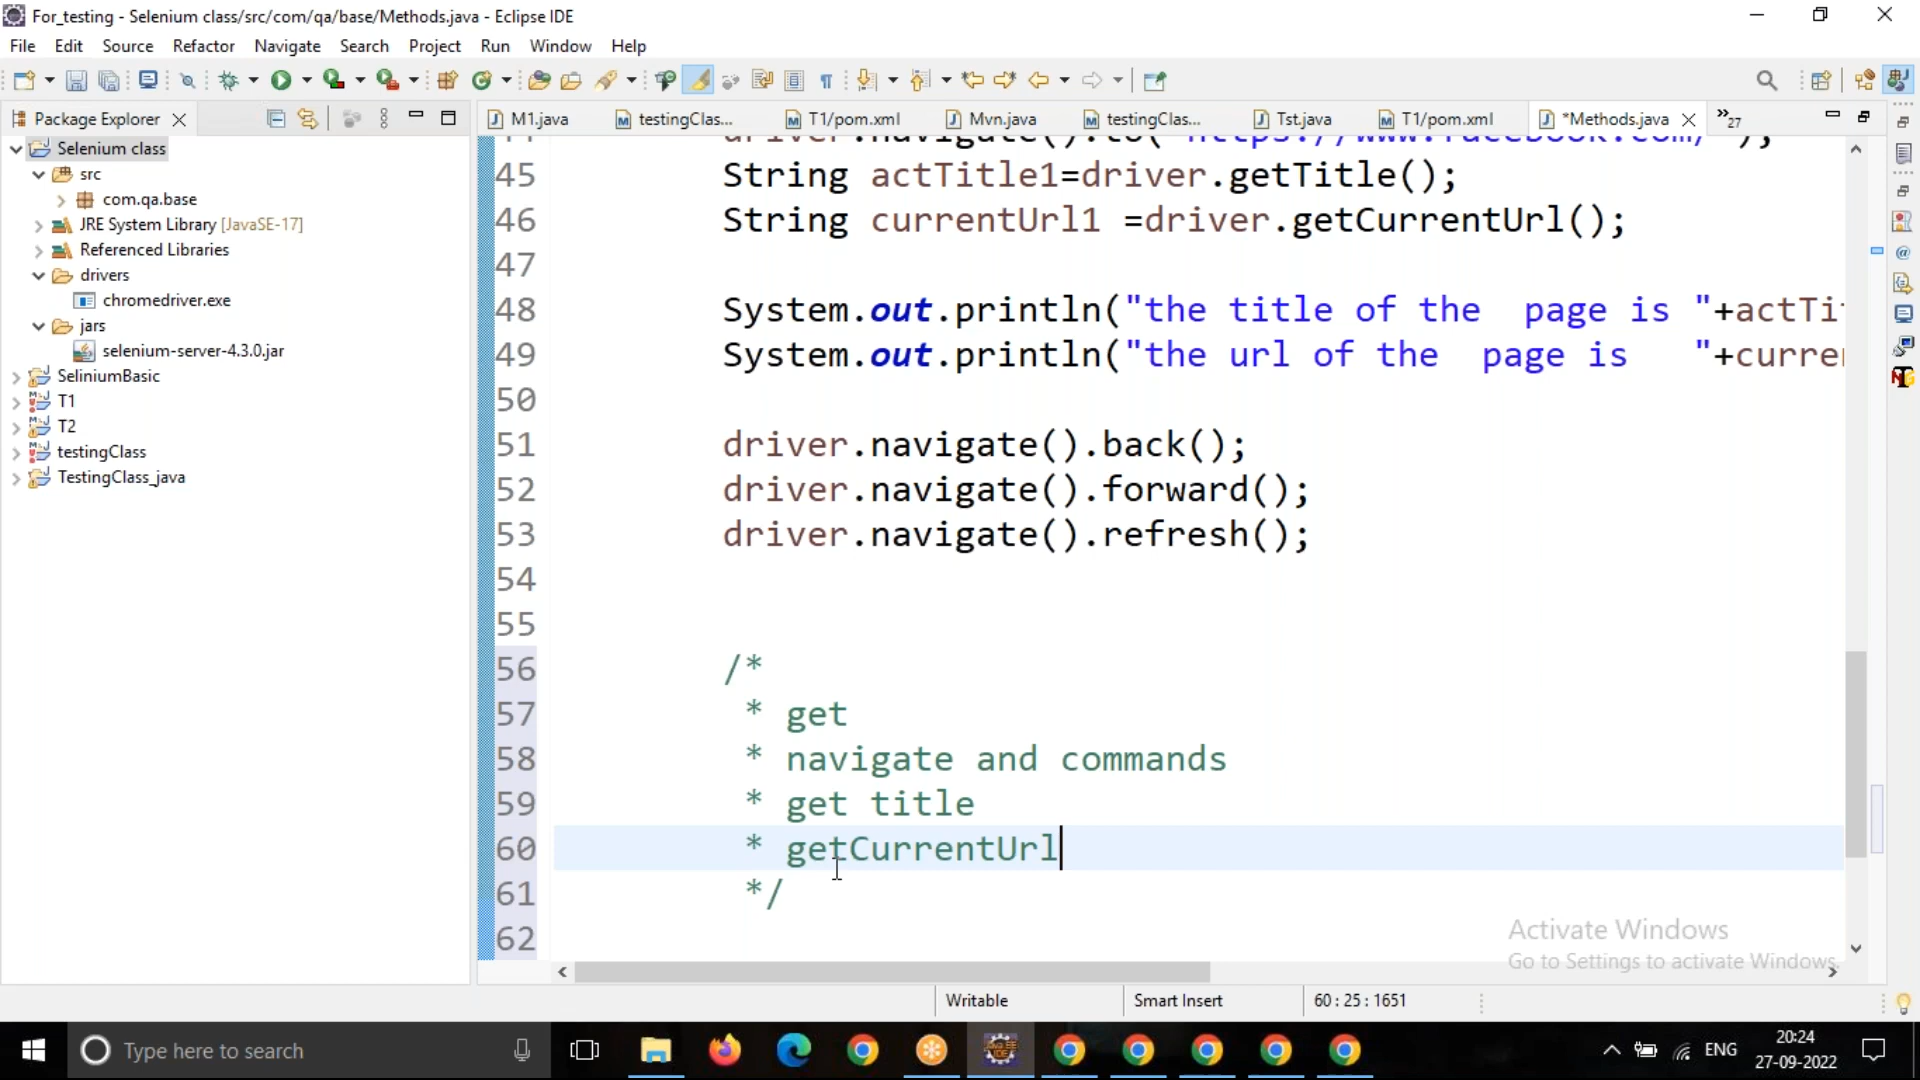 For_testing - Selenium class/src/com/qa/base/Methods.java - Eclipse IDE
File Edit Source Refactor Navigate Search Project Run Window Help
Package Explorer
M1.java testingClas... T1/pom.xml Mvn.java testingClas... Tst.java T1/pom.xml *Methods.java »27
Selenium class
src
com.qa.base
JRE System Library [JavaSE-17]
Referenced Libraries
drivers
chromedriver.exe
jars
selenium-server-4.3.0.jar
SeliniumBasic
T1
T2
testingClass
TestingClass_java
44 driver.navigate().to("https://www.facebook.com/");
45 String actTitle1=driver.getTitle();
46 String currentUrl1 =driver.getCurrentUrl();
47
48 System.out.println("the title of the  page is "+actTi
49 System.out.println("the url of the  page is   "+curre
50
51 driver.navigate().back();
52 driver.navigate().forward();
53 driver.navigate().refresh();
54
55
56 /*
57 * get
58 * navigate and commands
59 * get title
60 * getCurrentUrl
61 */
62
Activate Windows
Go to Settings to activate Windows.
Writable Smart Insert 60 : 25 : 1651
Type here to search
ENG 20:24
27-09-2022